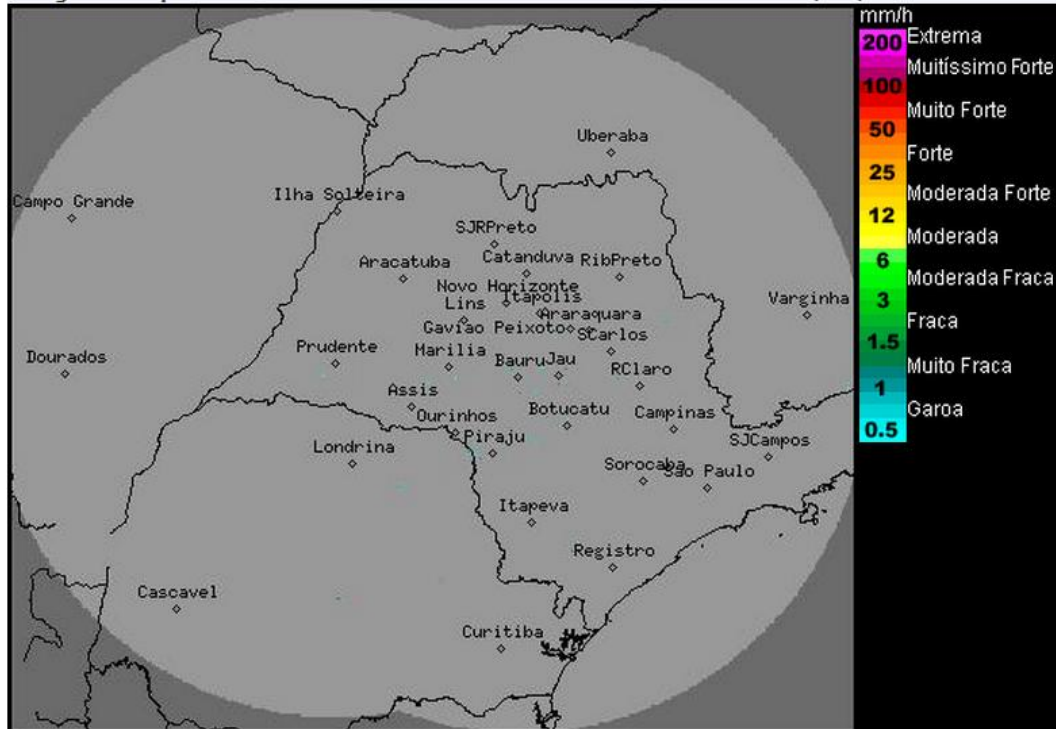 mm/h
200 Extrema
Muitíssimo Forte
100
Muito Forte
50
Forte
25
Moderada Forte
12
Moderada
6
Moderada Fraca
3
Fraca
1.5
Muito Fraca
1
Garoa
0.5
Uberaba
Campo Grande
Ilha Solteira
SJRPreto
Catanduva
RibPreto
Aracatuba
Novo Horizonte
Itapolis
Lins
Araraquara
Varginha
Gaviao Peixoto
SCarlos
Dourados
Prudente
Marilia
Bauru
Jau
RClaro
Assis
Ourinhos
Botucatu
Campinas
Piraju
Londrina
SJCampos
Sorocaba
Sao Paulo
Itapeva
Registro
Cascavel
Curitiba